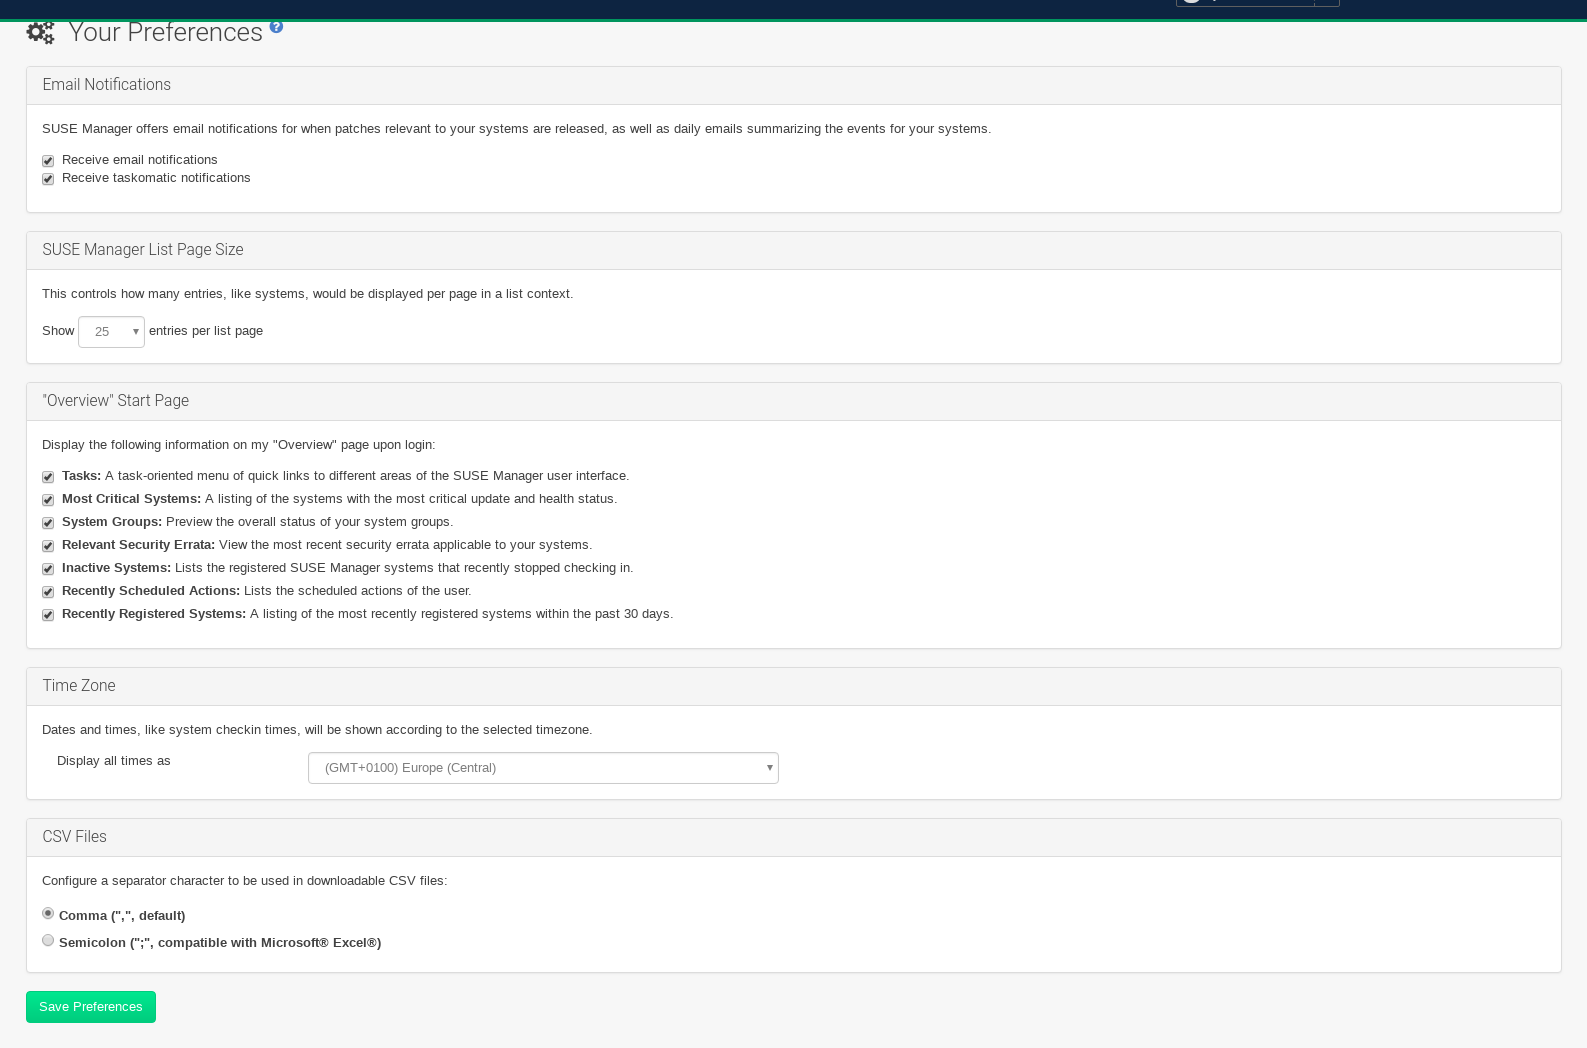 Your Preferences ?
Email Notifications
SUSE Manager offers email notifications for when patches relevant to your systems are released, as well as daily emails summarizing the events for your systems.
Receive email notifications
Receive taskomatic notifications
SUSE Manager List Page Size
This controls how many entries, like systems, would be displayed per page in a list context.
Show 25 entries per list page
"Overview" Start Page
Display the following information on my "Overview" page upon login:
Tasks: A task-oriented menu of quick links to different areas of the SUSE Manager user interface.
Most Critical Systems: A listing of the systems with the most critical update and health status.
System Groups: Preview the overall status of your system groups.
Relevant Security Errata: View the most recent security errata applicable to your systems.
Inactive Systems: Lists the registered SUSE Manager systems that recently stopped checking in.
Recently Scheduled Actions: Lists the scheduled actions of the user.
Recently Registered Systems: A listing of the most recently registered systems within the past 30 days.
Time Zone
Dates and times, like system checkin times, will be shown according to the selected timezone.
Display all times as (GMT+0100) Europe (Central)
CSV Files
Configure a separator character to be used in downloadable CSV files:
Comma (",", default)
Semicolon (";", compatible with Microsoft® Excel®)
Save Preferences